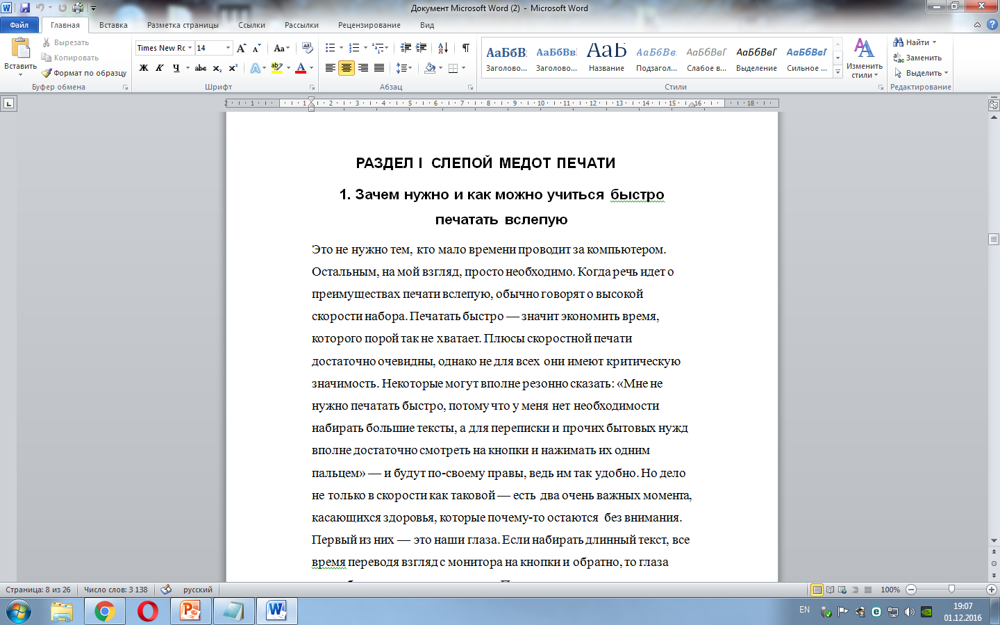 Документ Microsoft Word (2) - Microsoft Word
Файл Главная Вставка Разметка страницы Ссылки Рассылки Рецензирование Вид
Вставить
Вырезать
Копировать
Формат по образцу
Буфер обмена
Times New Rc 14
Ж К Ч abc x₂ x²
Шрифт
Абзац
АаБбВ АаБбВвІ АаБ АаБбВв АаБбВвГ АаБбВвГ АаБбВвГ
Заголово... Заголово... Название Подзагол... Слабое в... Выделение Сильное ...
Стили
Изменить
стили
Найти
Заменить
Выделить
Редактирование
2 1 1 2 3 4 5 6 7 8 9 10 11 12 13 14 15 16 18
РАЗДЕЛ I СЛЕПОЙ МЕДОТ ПЕЧАТИ
1. Зачем нужно и как можно учиться быстро
печатать вслепую
Это не нужно тем, кто мало времени проводит за компьютером.
Остальным, на мой взгляд, просто необходимо. Когда речь идет о
преимуществах печати вслепую, обычно говорят о высокой
скорости набора. Печатать быстро — значит экономить время,
которого порой так не хватает. Плюсы скоростной печати
достаточно очевидны, однако не для всех они имеют критическую
значимость. Некоторые могут вполне резонно сказать: «Мне не
нужно печатать быстро, потому что у меня нет необходимости
набирать большие тексты, а для переписки и прочих бытовых нужд
вполне достаточно смотреть на кнопки и нажимать их одним
пальцем» — и будут по-своему правы, ведь им так удобно. Но дело
не только в скорости как таковой — есть два очень важных момента,
касающихся здоровья, которые почему-то остаются без внимания.
Первый из них — это наши глаза. Если набирать длинный текст, все
время переводя взгляд с монитора на кнопки и обратно, то глаза
Страница: 8 из 26 Число слов: 3 138 русский 100%
EN 19:07
01.12.2016